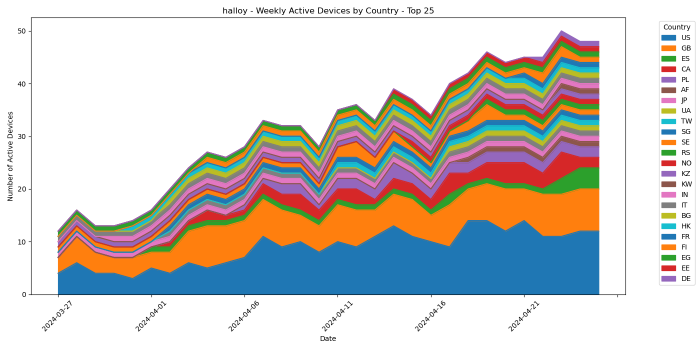 halloy - Weekly Active Devices by Country - Top 25
Number of Active Devices
50
40
30
20
10
0
2024-03-27
2024-04-01
2024-04-06
2024-04-11
2024-04-16
2024-04-21
Date
Country
US
GB
ES
CA
PL
AF
JP
UA
TW
SG
SE
RS
NO
KZ
KW
IN
IT
BG
HK
FR
FI
EG
EE
DE